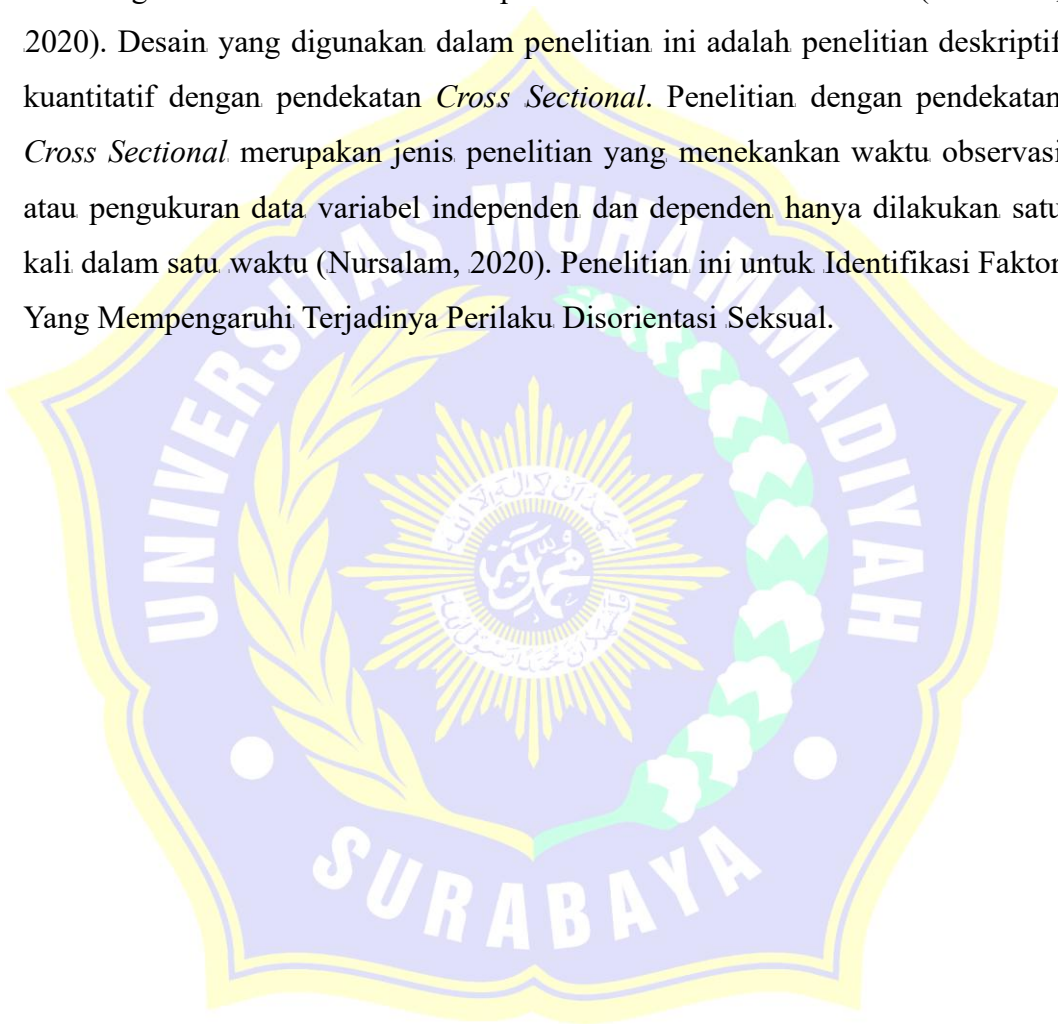 2020). Desain yang digunakan dalam penelitian ini adalah penelitian deskriptif
kuantitatif dengan pendekatan Cross Sectional. Penelitian dengan pendekatan
Cross Sectional merupakan jenis penelitian yang menekankan waktu observasi
atau pengukuran data variabel independen dan dependen hanya dilakukan satu
kali dalam satu waktu (Nursalam, 2020). Penelitian ini untuk Identifikasi Faktor
Yang Mempengaruhi Terjadinya Perilaku Disorientasi Seksual.
UNIVERSITAS MUHAMMADIYAH
محمدية
SURABAYA